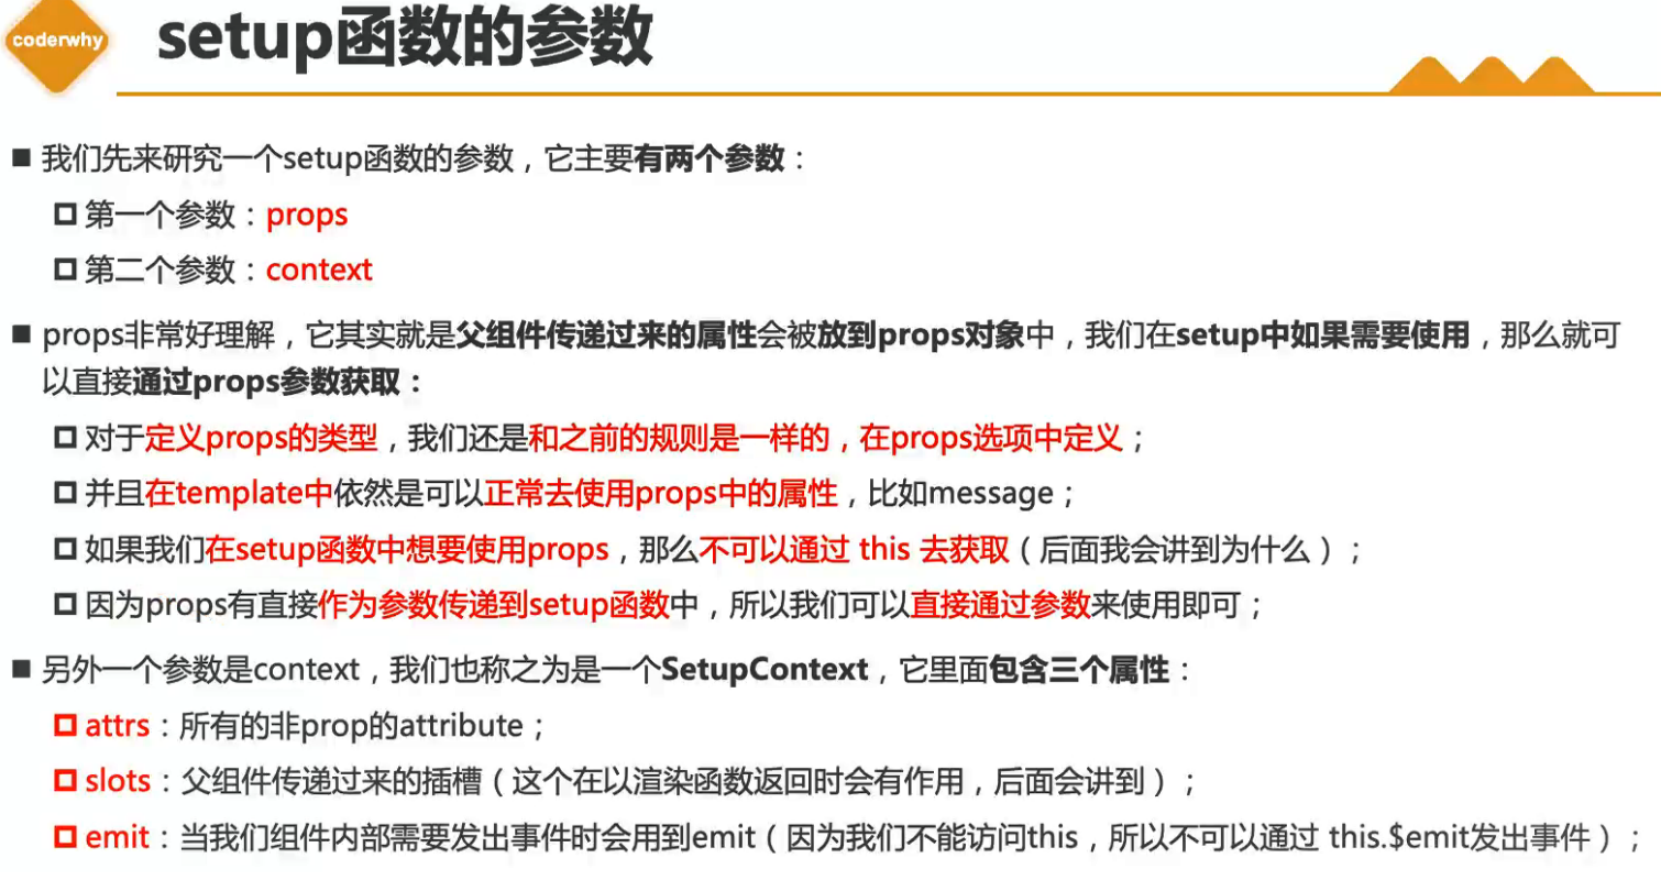 coderwhy
setup函数的参数
■ 我们先来研究一个setup函数的参数，它主要有两个参数：
第一个参数：props
第二个参数：context
■ props非常好理解，它其实就是父组件传递过来的属性会被放到props对象中，我们在setup中如果需要使用，那么就可
以直接通过props参数获取：
对于定义props的类型，我们还是和之前的规则是一样的，在props选项中定义；
并且在template中依然是可以正常去使用props中的属性，比如message；
如果我们在setup函数中想要使用props，那么不可以通过 this 去获取（后面我会讲到为什么）；
因为props有直接作为参数传递到setup函数中，所以我们可以直接通过参数来使用即可；
■ 另外一个参数是context，我们也称之为是一个SetupContext，它里面包含三个属性：
attrs：所有的非prop的attribute；
slots：父组件传递过来的插槽（这个在以渲染函数返回时会有作用，后面会讲到）；
emit：当我们组件内部需要发出事件时会用到emit（因为我们不能访问this，所以不可以通过 this.$emit发出事件）；